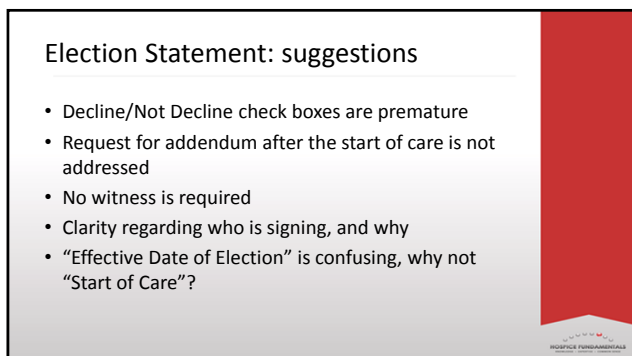 Election Statement: suggestions
• Decline/Not Decline check boxes are premature
• Request for addendum after the start of care is not
addressed
• No witness is required
• Clarity regarding who is signing, and why
• “Effective Date of Election” is confusing, why not
“Start of Care”?
HOSPICE FUNDAMENTALS